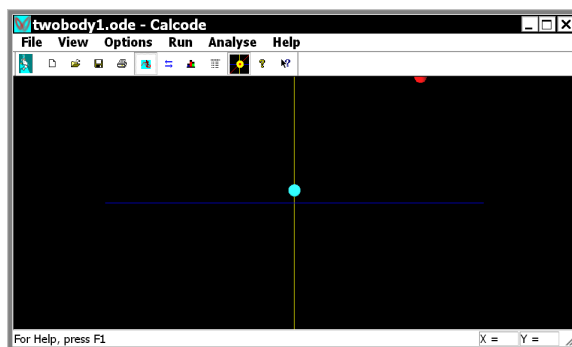 twobody1.ode - Calcode
File View Options Run Analyse Help
For Help, press F1 X = Y =